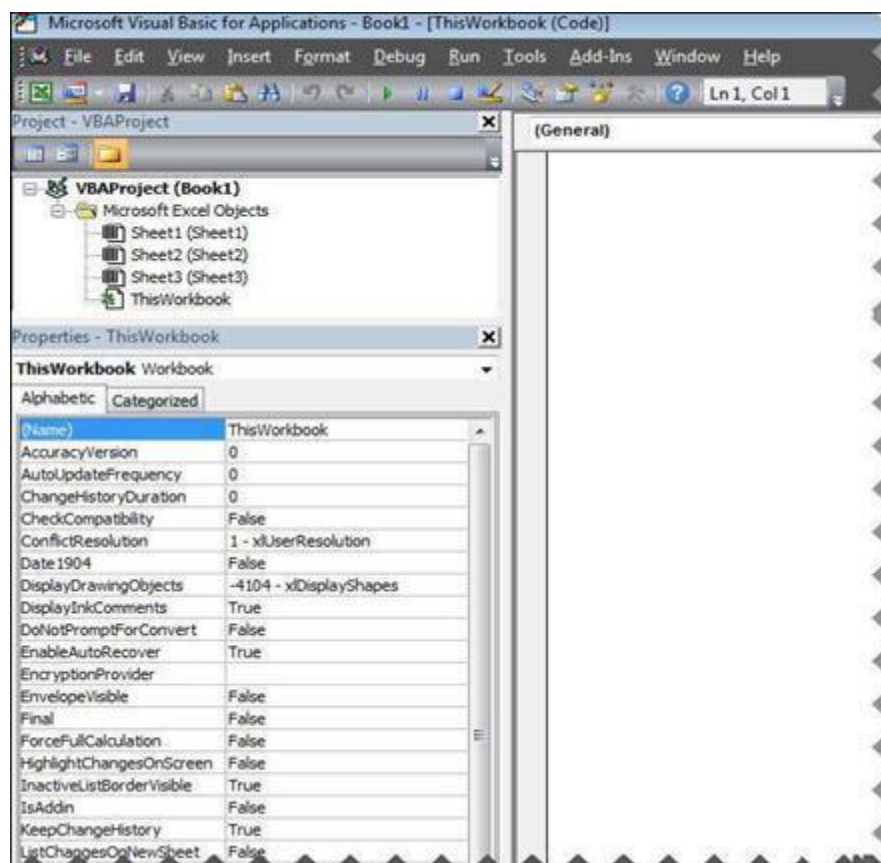 Microsoft Visual Basic for Applications - Book1 - [ThisWorkbook (Code)]
File Edit View Insert Format Debug Run Tools Add-Ins Window Help
Ln 1, Col 1
Project - VBAProject
(General)
VBAProject (Book1)
Microsoft Excel Objects
Sheet1 (Sheet1)
Sheet2 (Sheet2)
Sheet3 (Sheet3)
ThisWorkbook
Properties - ThisWorkbook
ThisWorkbook Workbook
Alphabetic Categorized
(Name) ThisWorkbook
AccuracyVersion 0
AutoUpdateFrequency 0
ChangeHistoryDuration 0
CheckCompatibility False
ConflictResolution 1 - xlUserResolution
Date1904 False
DisplayDrawingObjects -4104 - xlDisplayShapes
DisplayInkComments True
DoNotPromptForConvert False
EnableAutoRecover True
EncryptionProvider
EnvelopeVisible False
Final False
ForceFullCalculation False
HighlightChangesOnScreen False
InactiveListBorderVisible True
IsAddin False
KeepChangeHistory True
ListChangesOnNewSheet False